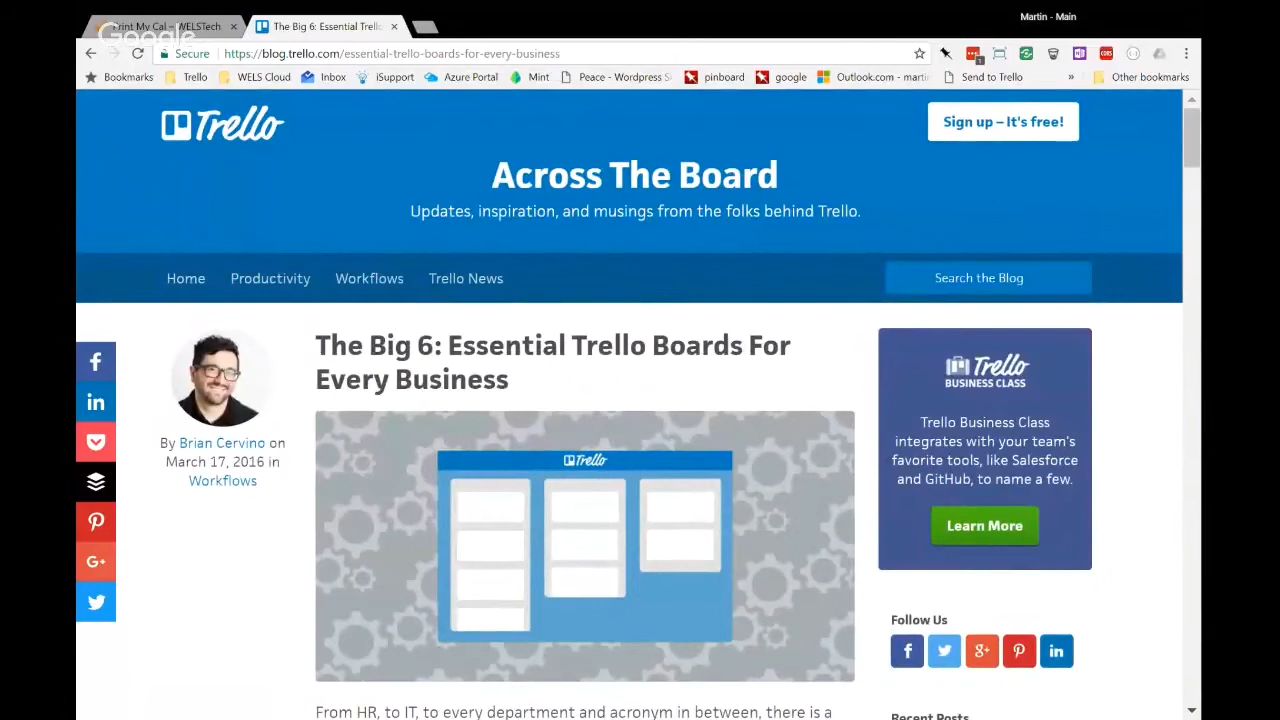 Martin - Main
Print My Cal – WELSTech
The Big 6: Essential Trell
Google
Secure
https://blog.trello.com/essential-trello-boards-for-every-business
Bookmarks
Trello
WELS Cloud
Inbox
iSupport
Azure Portal
Mint
Peace - Wordpress S
pinboard
google
Outlook.com - marti
Send to Trello
»
Other bookmarks
Trello
Sign up – It's free!
Across The Board
Updates, inspiration, and musings from the folks behind Trello.
Home
Productivity
Workflows
Trello News
Search the Blog
The Big 6: Essential Trello Boards For
Every Business
By Brian Cervino on
March 17, 2016 in
Workflows
Trello
Trello
BUSINESS CLASS
Trello Business Class
integrates with your team's
favorite tools, like Salesforce
and GitHub, to name a few.
Learn More
Follow Us
From HR, to IT, to every department and acronym in between, there is a
Recent Posts